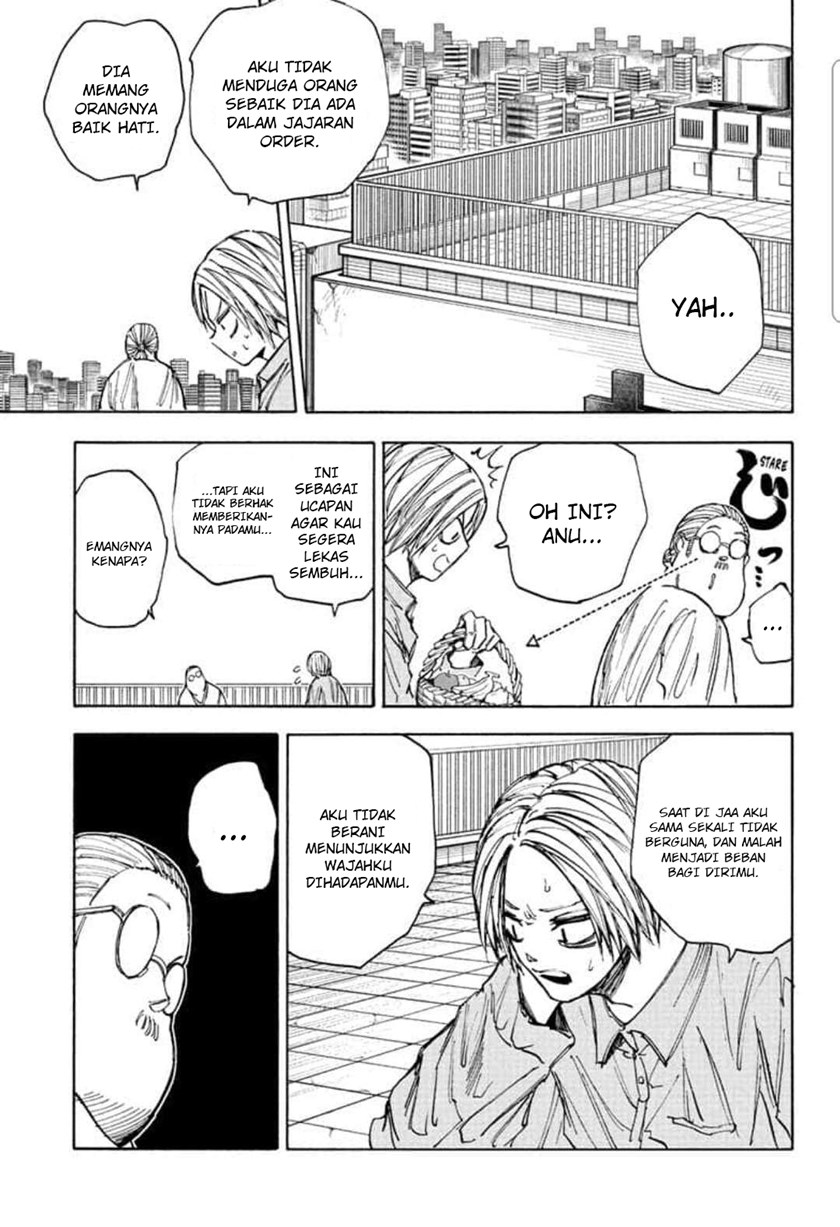 YAH..
AKU TIDAK
MENDUGA ORANG
SEBAIK DIA ADA
DALAM JAJARAN
ORDER.
DIA
MEMANG
ORANGNYA
BAIK HATI.
STARE
じっ…
...
OH INI?
ANU...
INI
SEBAGAI
UCAPAN
AGAR KAU
SEGERA
LEKAS
SEMBUH...
...TAPI AKU
TIDAK BERHAK
MEMBERIKAN-
NYA PADAMU...
EMANGNYA
KENAPA?
SAAT DI JAA AKU
SAMA SEKALI TIDAK
BERGUNA, DAN MALAH
MENJADI BEBAN
BAGI DIRIMU.
AKU TIDAK
BERANI
MENUNJUKKAN
WAJAHKU
DIHADAPANMU.
...